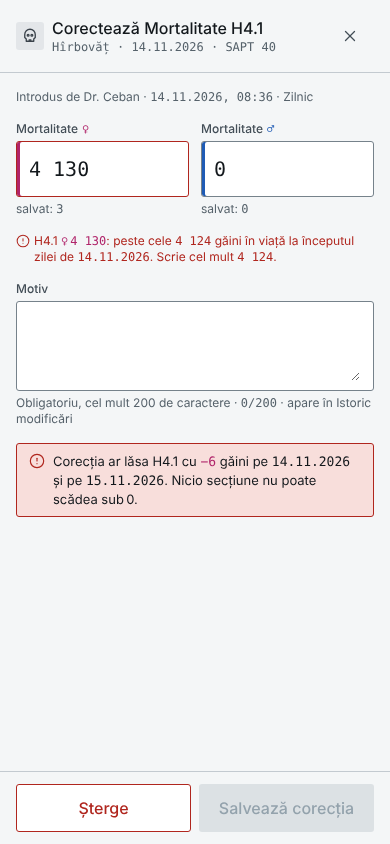 Corectează Mortalitate H4.1
Hîrbovăț · 14.11.2026 · SAPT 40
Introdus de Dr. Ceban · 14.11.2026, 08:36 · Zilnic
Mortalitate ♀
Mortalitate ♂
4 130
0
salvat: 3
salvat: 0
H4.1 ♀ 4 130: peste cele 4 124 găini în viață la începutul
zilei de 14.11.2026. Scrie cel mult 4 124.
Motiv
Obligatoriu, cel mult 200 de caractere · 0/200 · apare în Istoric
modificări
Corecția ar lăsa H4.1 cu −6 găini pe 14.11.2026
și pe 15.11.2026. Nicio secțiune nu poate
scădea sub 0.
Șterge
Salvează corecția